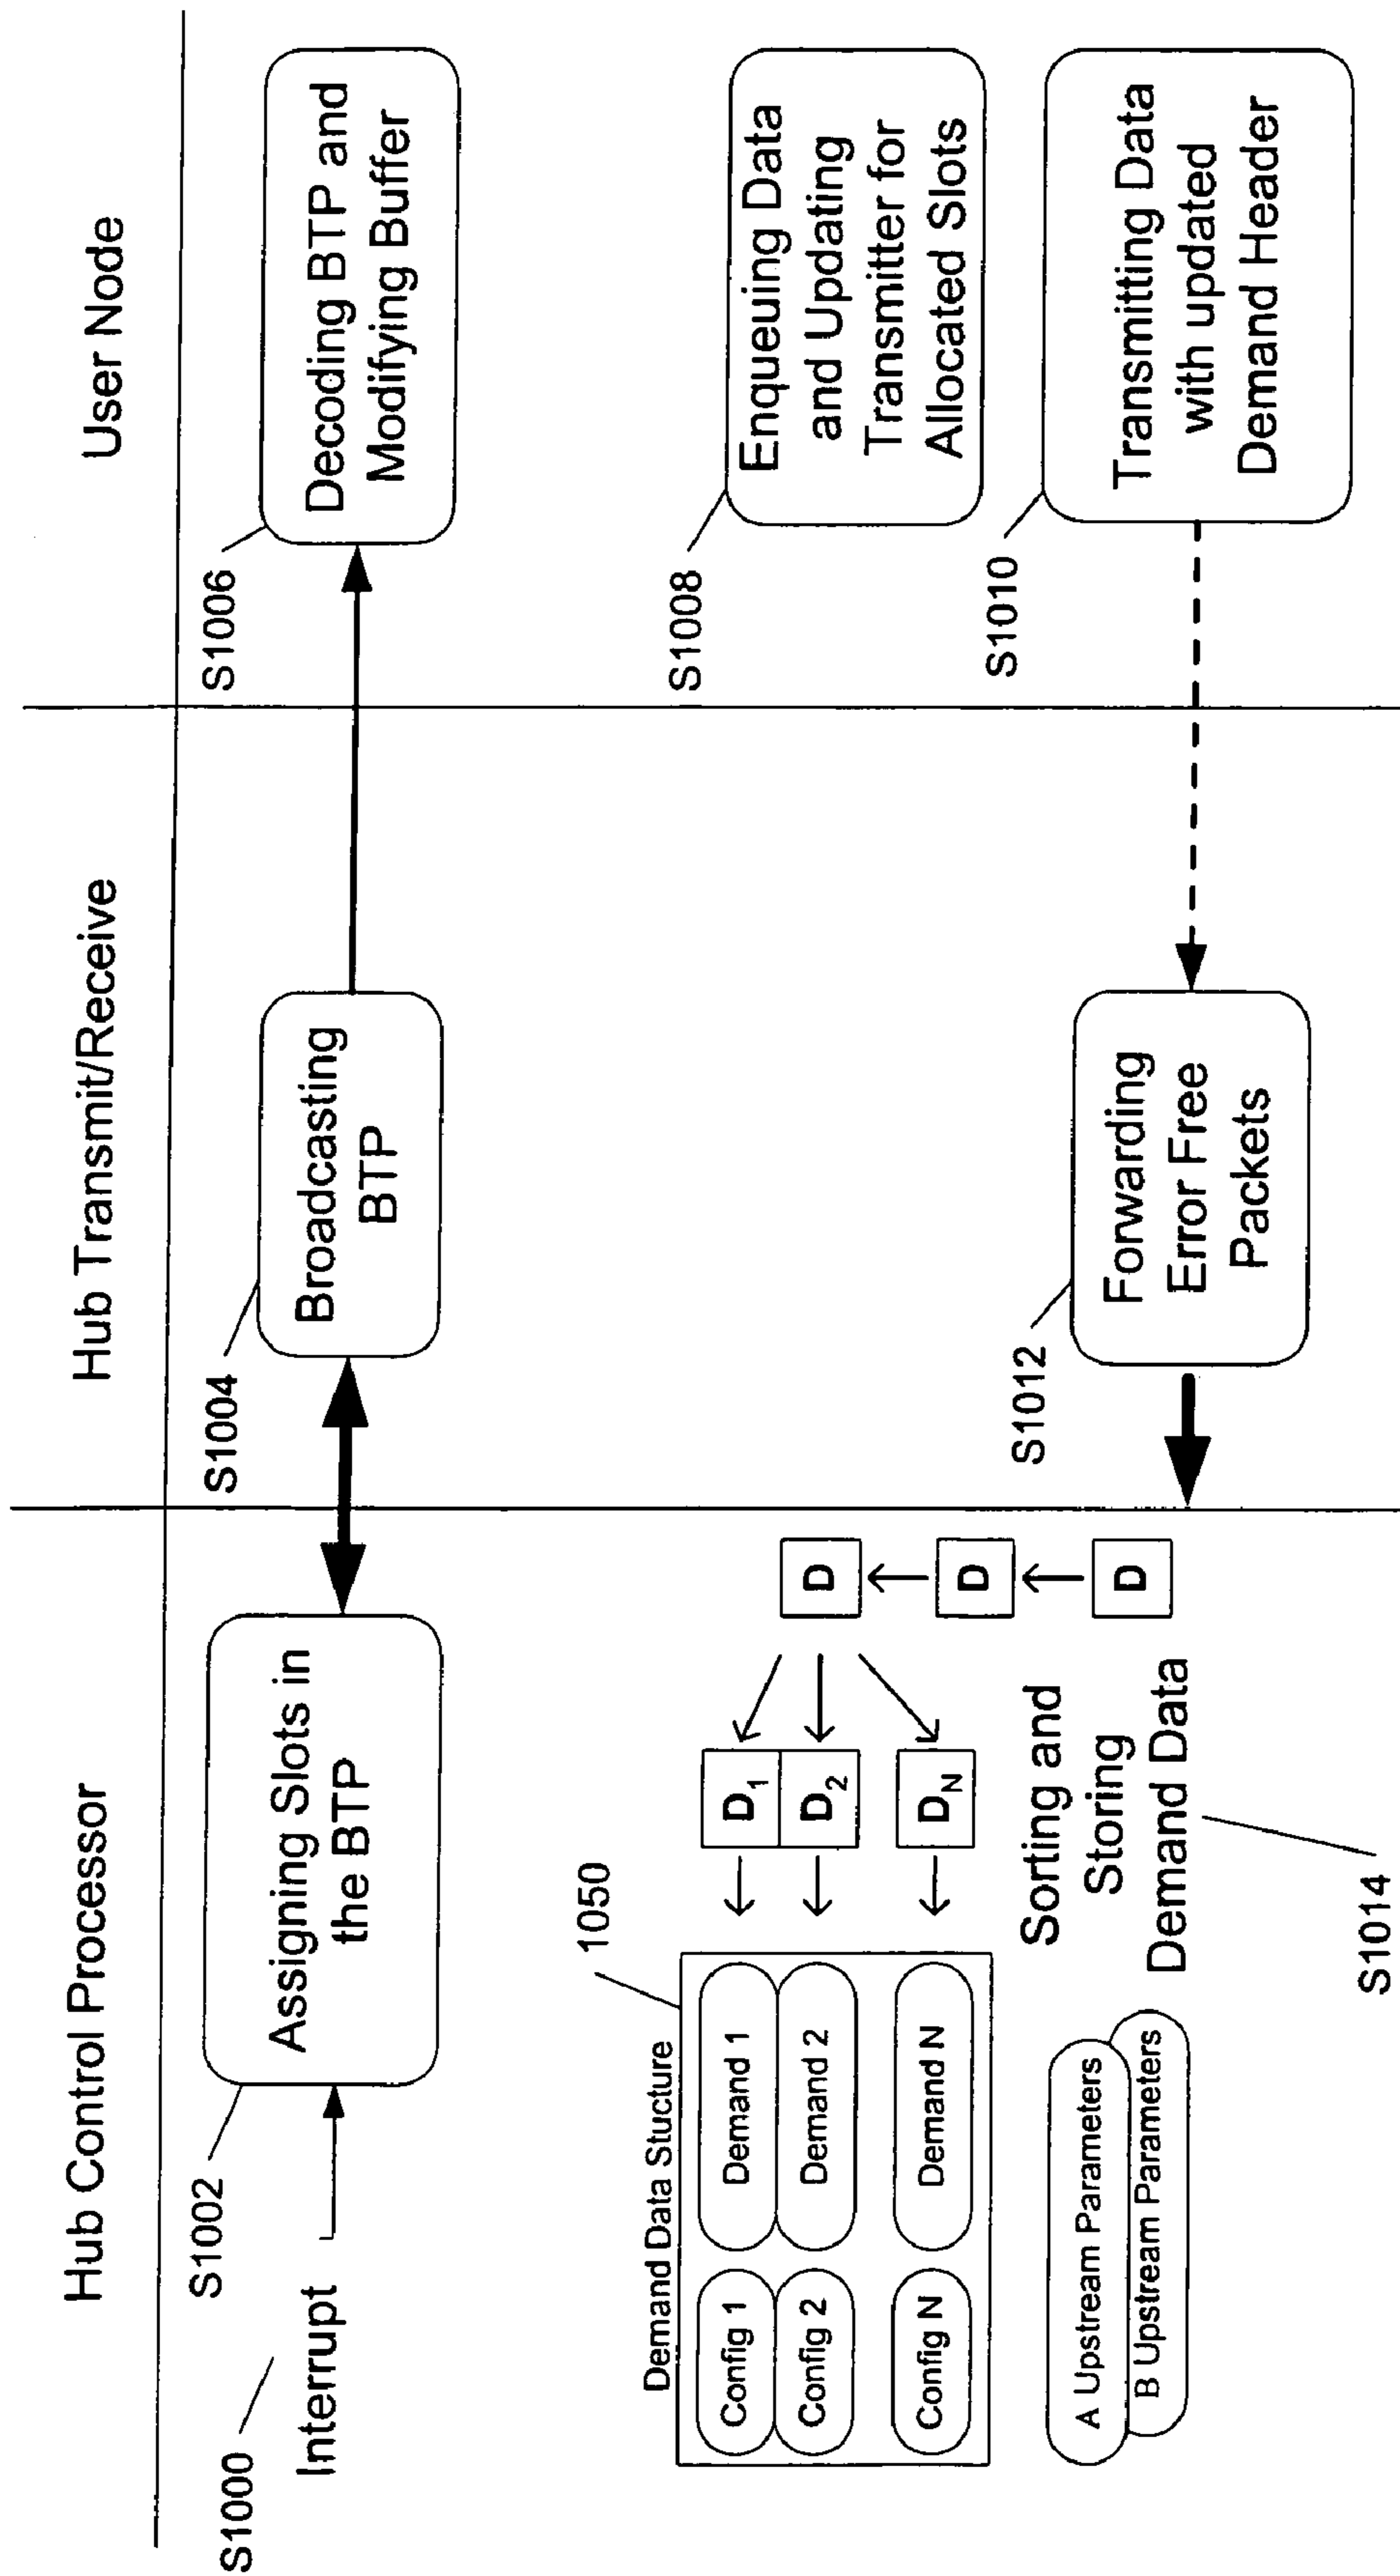 Hub Control Processor
Hub Transmit/Receive
User Node
S1000
Interrupt
S1002
Assigning Slots in
the BTP
S1004
Broadcasting
BTP
S1006
Decoding BTP and
Modifying Buffer
S1008
Enqueuing Data
and Updating
Transmitter for
Allocated Slots
S1010
Transmitting Data
with updated
Demand Header
S1012
Forwarding
Error Free
Packets
Demand Data Stucture
1050
Config 1
Demand 1
D1
Config 2
Demand 2
D2
Config N
Demand N
DN
D
D
D
Sorting and
Storing
Demand Data
S1014
A Upstream Parameters
B Upstream Parameters